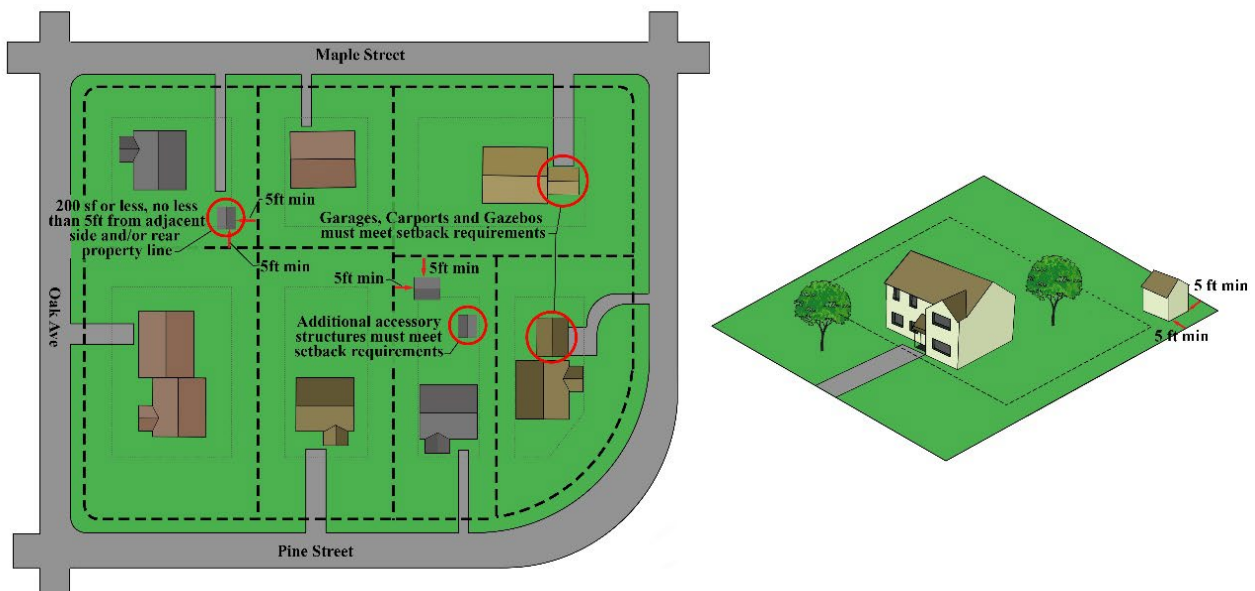 Maple Street
200 sf or less, no less
than 5ft from adjacent
side and/or rear
property line
5ft min
5ft min
Garages, Carports and Gazebos
must meet setback requirements
5ft min
5ft min
Additional accessory
structures must meet
setback requirements
Oak Ave
Pine Street
5 ft min
5 ft min